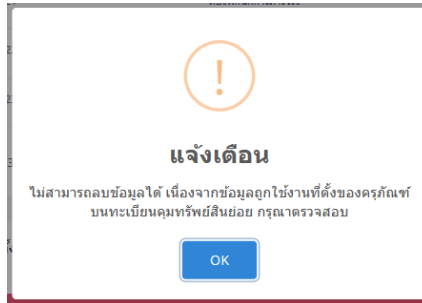 !
แจ้งเตือน
ไม่สามารถลบข้อมูลได้ เนื่องจากข้อมูลถูกใช้งานที่ตั้งของครุภัณฑ์
บนทะเบียนคุมทรัพย์สินย่อย กรุณาตรวจสอบ
OK